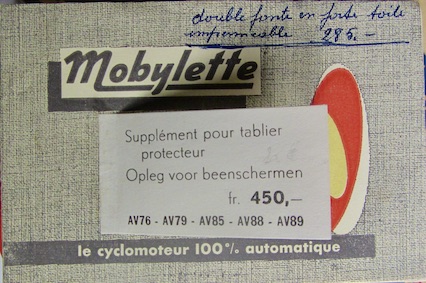 double fonte en forte toile
imperméable 285.-
Mobylette
Supplément pour tablier
protecteur
Opleg voor beenschermen
fr. 450,—
AV76 - AV79 - AV85 - AV88 - AV89
le cyclomoteur 100% automatique